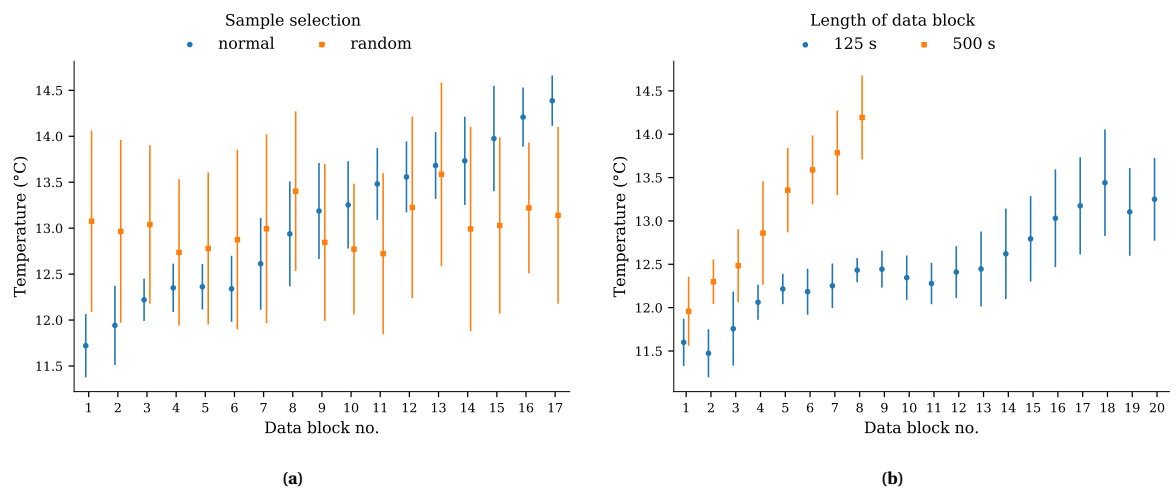 Sample selection
normal random
Temperature (°C)
14.5
14.0
13.5
13.0
12.5
12.0
11.5
1 2 3 4 5 6 7 8 9 10 11 12 13 14 15 16 17
Data block no.
(a)
Length of data block
125 s 500 s
Temperature (°C)
14.5
14.0
13.5
13.0
12.5
12.0
11.5
1 2 3 4 5 6 7 8 9 10 11 12 13 14 15 16 17 18 19 20
Data block no.
(b)